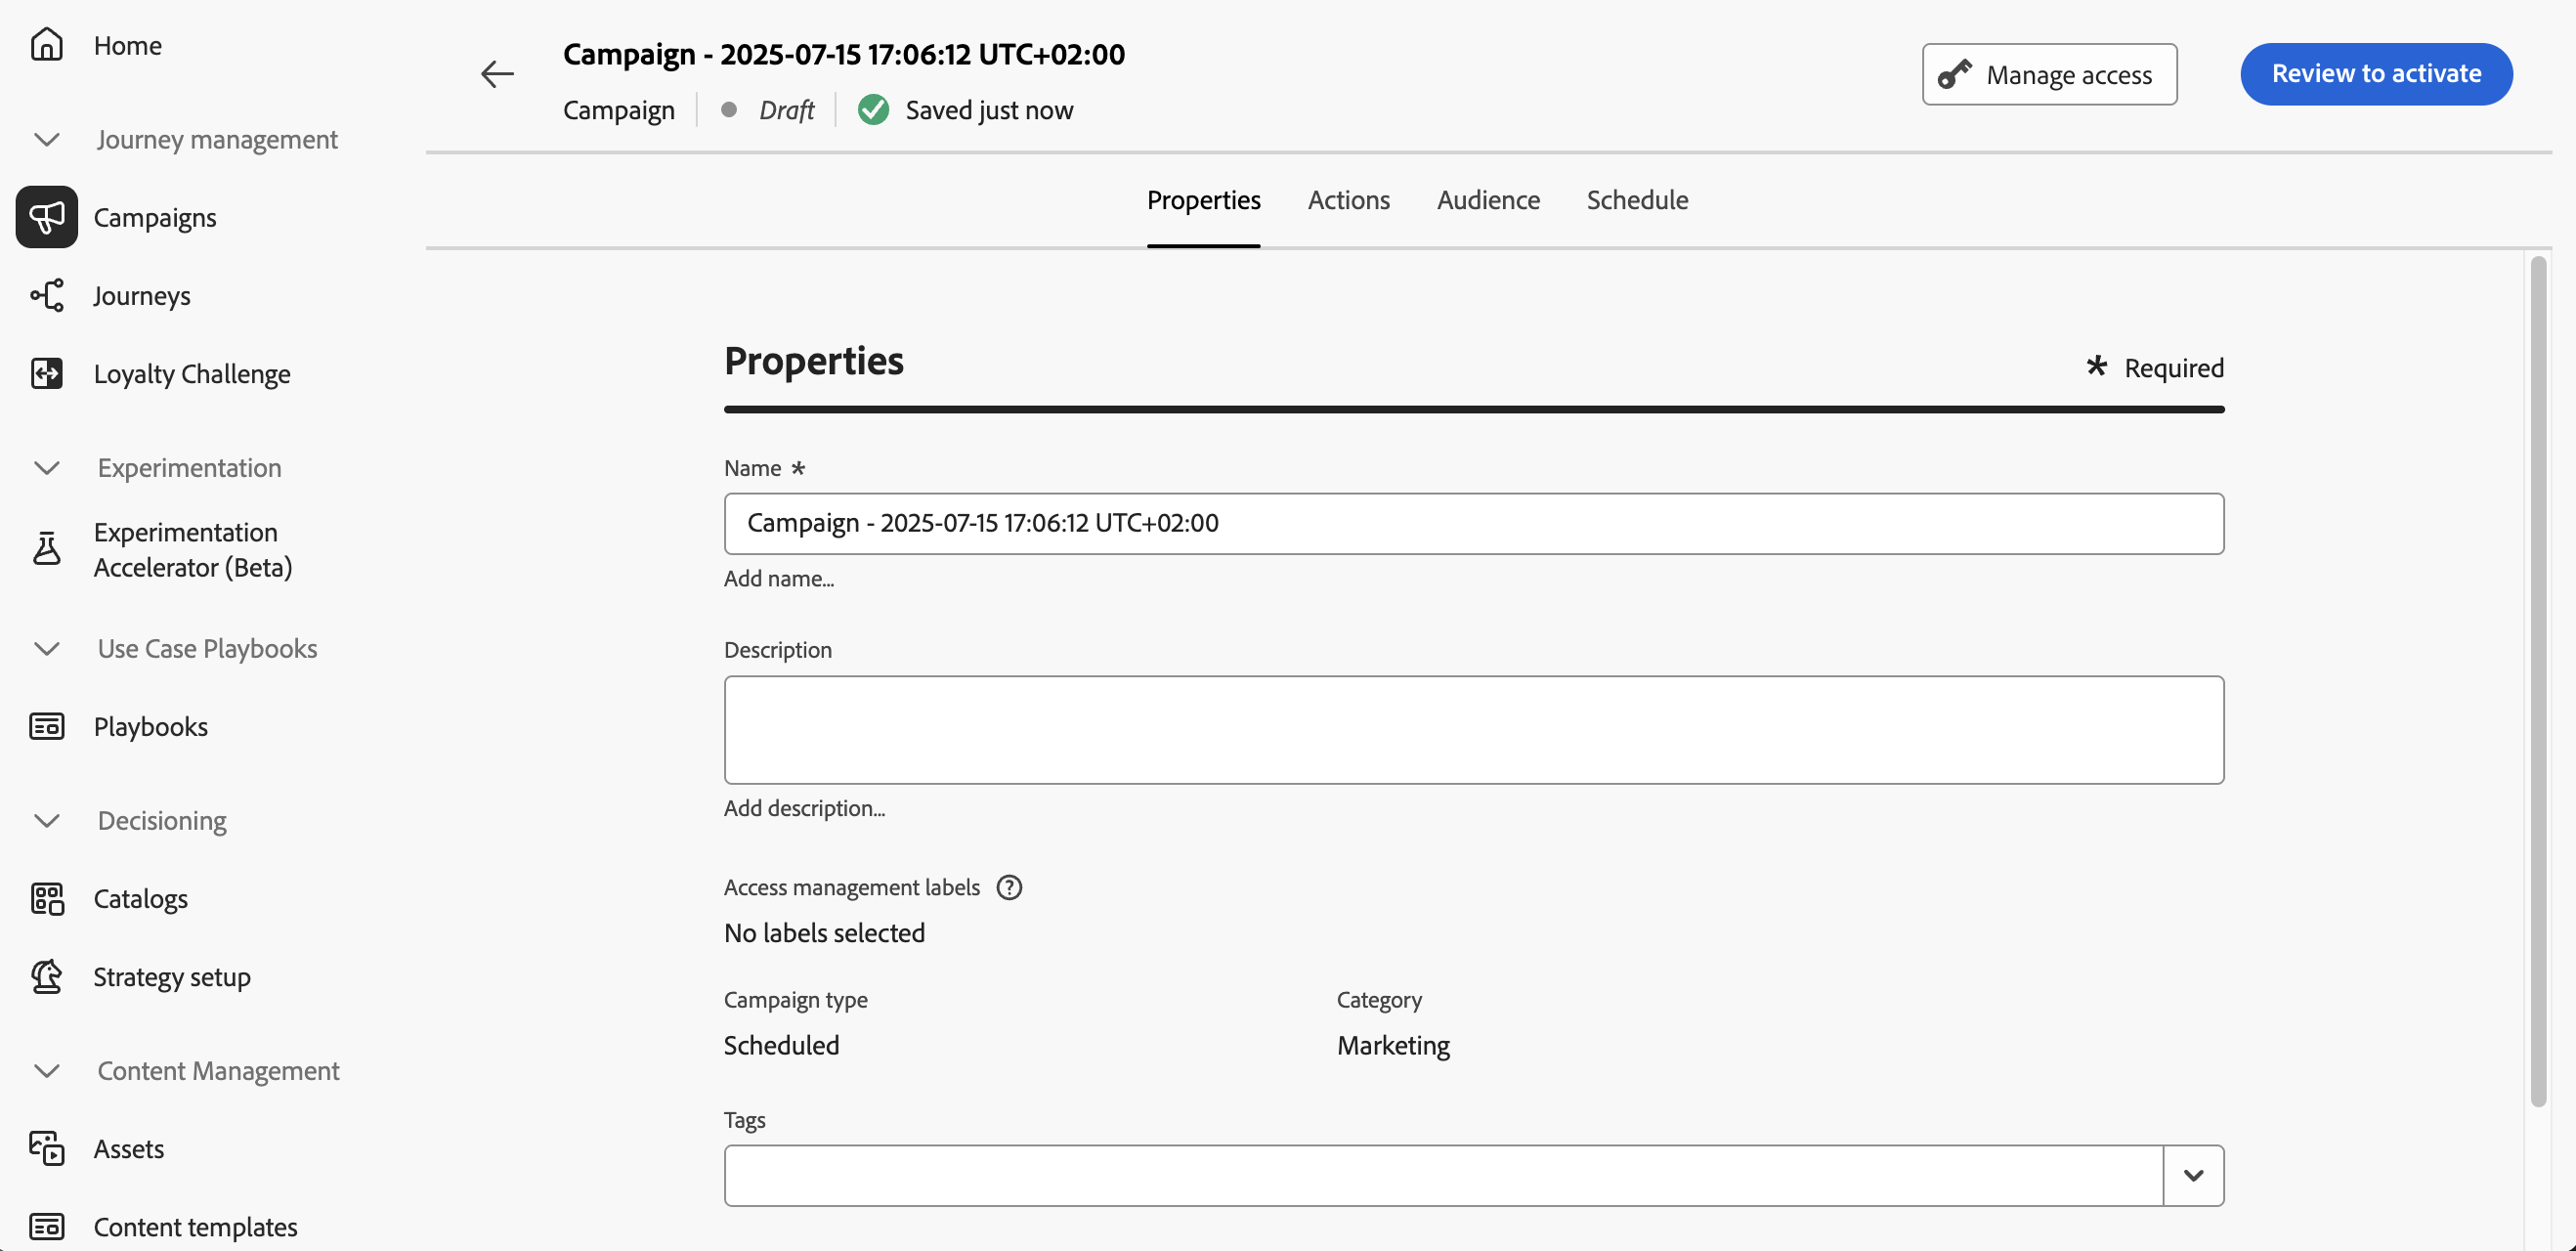 Home
Journey management
Campaigns
Journeys
Loyalty Challenge
Experimentation
Experimentation
Accelerator (Beta)
Use Case Playbooks
Playbooks
Decisioning
Catalogs
Strategy setup
Content Management
Assets
Content templates
Campaign - 2025-07-15 17:06:12 UTC+02:00
Campaign Draft Saved just now
Manage access
Review to activate
Properties Actions Audience Schedule
Properties
* Required
Name *
Campaign - 2025-07-15 17:06:12 UTC+02:00
Add name...
Description
Add description...
Access management labels ?
No labels selected
Campaign type Category
Scheduled Marketing
Tags